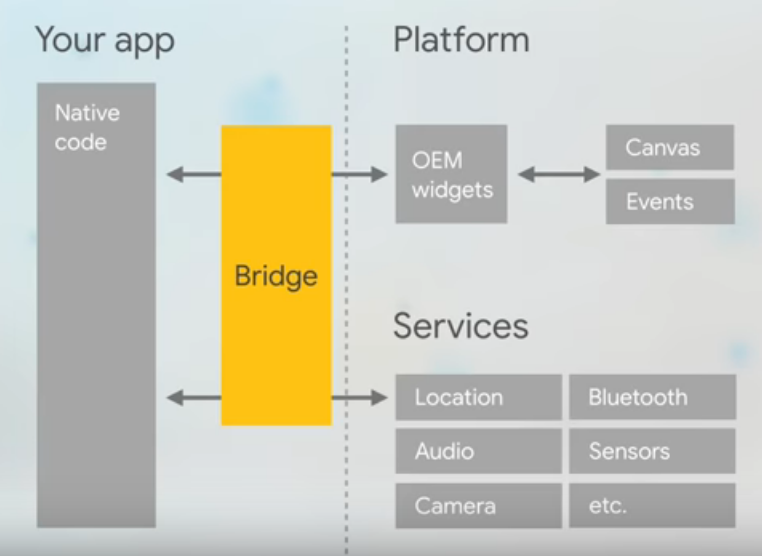 Your app
Platform
Native
code
Bridge
OEM
widgets
Canvas
Events
Services
Location
Bluetooth
Audio
Sensors
Camera
etc.